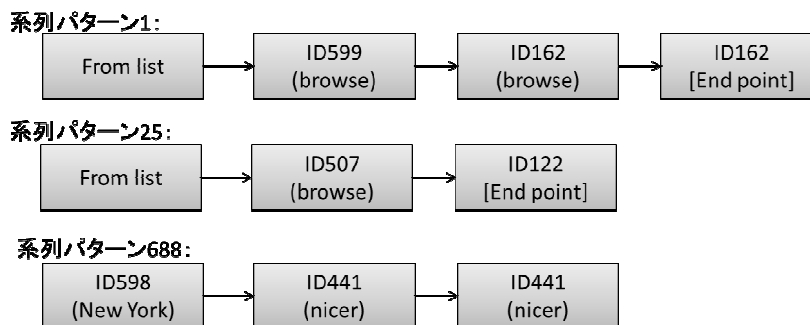 系列パターン1:
From list
ID599
(browse)
ID162
(browse)
ID162
[End point]
系列パターン25:
From list
ID507
(browse)
ID122
[End point]
系列パターン688:
ID598
(New York)
ID441
(nicer)
ID441
(nicer)